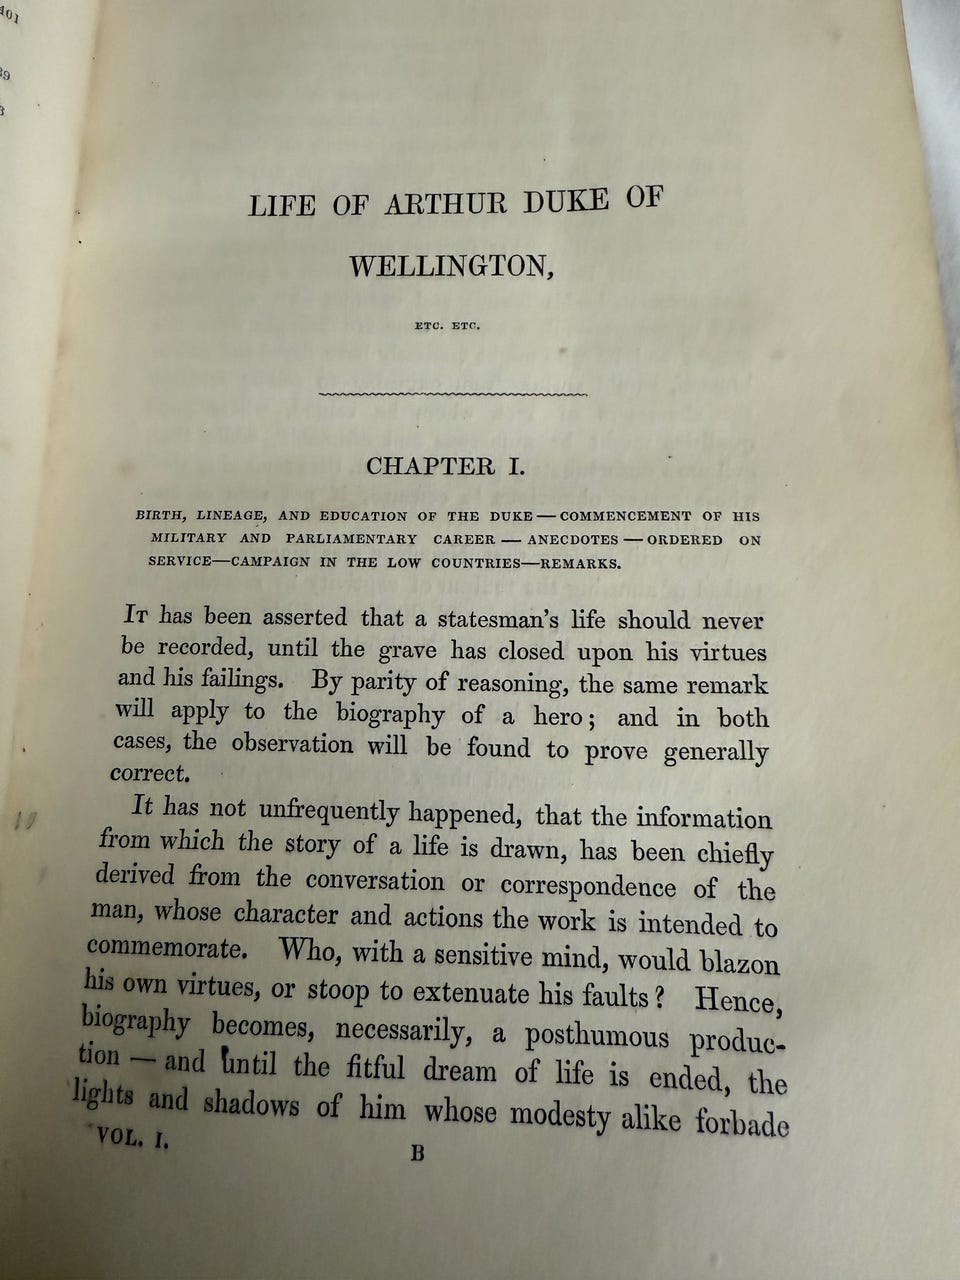 401
39
3
LIFE OF ARTHUR DUKE OF
WELLINGTON,
ETC. ETC.
CHAPTER I.
BIRTH, LINEAGE, AND EDUCATION OF THE DUKE — COMMENCEMENT OF HIS
MILITARY AND PARLIAMENTARY CAREER — ANECDOTES — ORDERED ON
SERVICE—CAMPAIGN IN THE LOW COUNTRIES—REMARKS.
IT has been asserted that a statesman's life should never
be recorded, until the grave has closed upon his virtues
and his failings. By parity of reasoning, the same remark
will apply to the biography of a hero; and in both
cases, the observation will be found to prove generally
correct.
It has not unfrequently happened, that the information
from which the story of a life is drawn, has been chiefly
derived from the conversation or correspondence of the
man, whose character and actions the work is intended to
commemorate. Who, with a sensitive mind, would blazon
his own virtues, or stoop to extenuate his faults? Hence,
biography becomes, necessarily, a posthumous produc-
tion — and until the fitful dream of life is ended, the
lights and shadows of him whose modesty alike forbade
VOL. I.
B